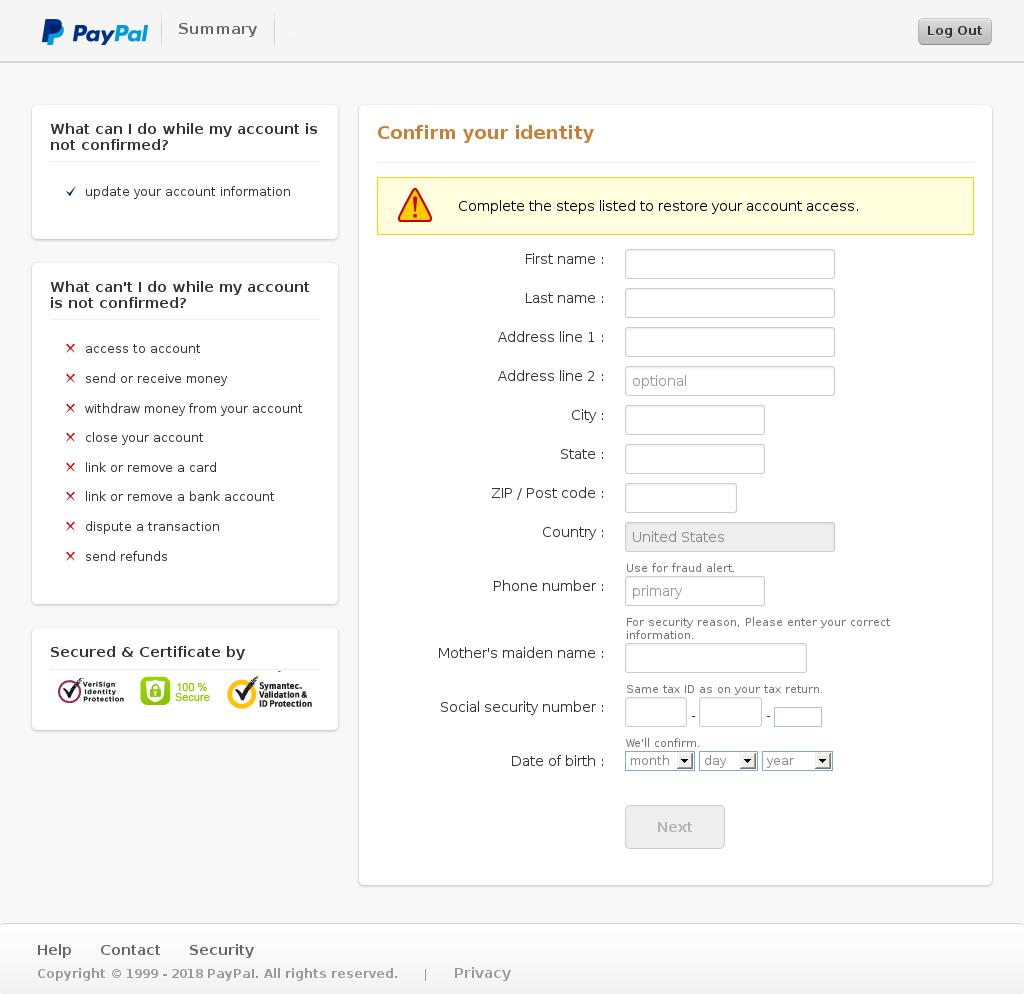 PayPal
Summary
Log Out
What can I do while my account is
not confirmed?
update your account information
What can't I do while my account
is not confirmed?
access to account
send or receive money
withdraw money from your account
close your account
link or remove a card
link or remove a bank account
dispute a transaction
send refunds
Secured & Certificate by
VeriSign
Identity
Protection
100 %
Secure
Symantec.
Validation &
ID Protection
Confirm your identity
Complete the steps listed to restore your account access.
First name :
Last name :
Address line 1 :
Address line 2 : optional
City :
State :
ZIP / Post code :
Country : United States
Use for fraud alert.
Phone number : primary
For security reason, Please enter your correct
information.
Mother's maiden name :
Same tax ID as on your tax return.
Social security number : - -
We'll confirm.
Date of birth : month day year
Next
Help Contact Security
Copyright © 1999 - 2018 PayPal. All rights reserved. | Privacy